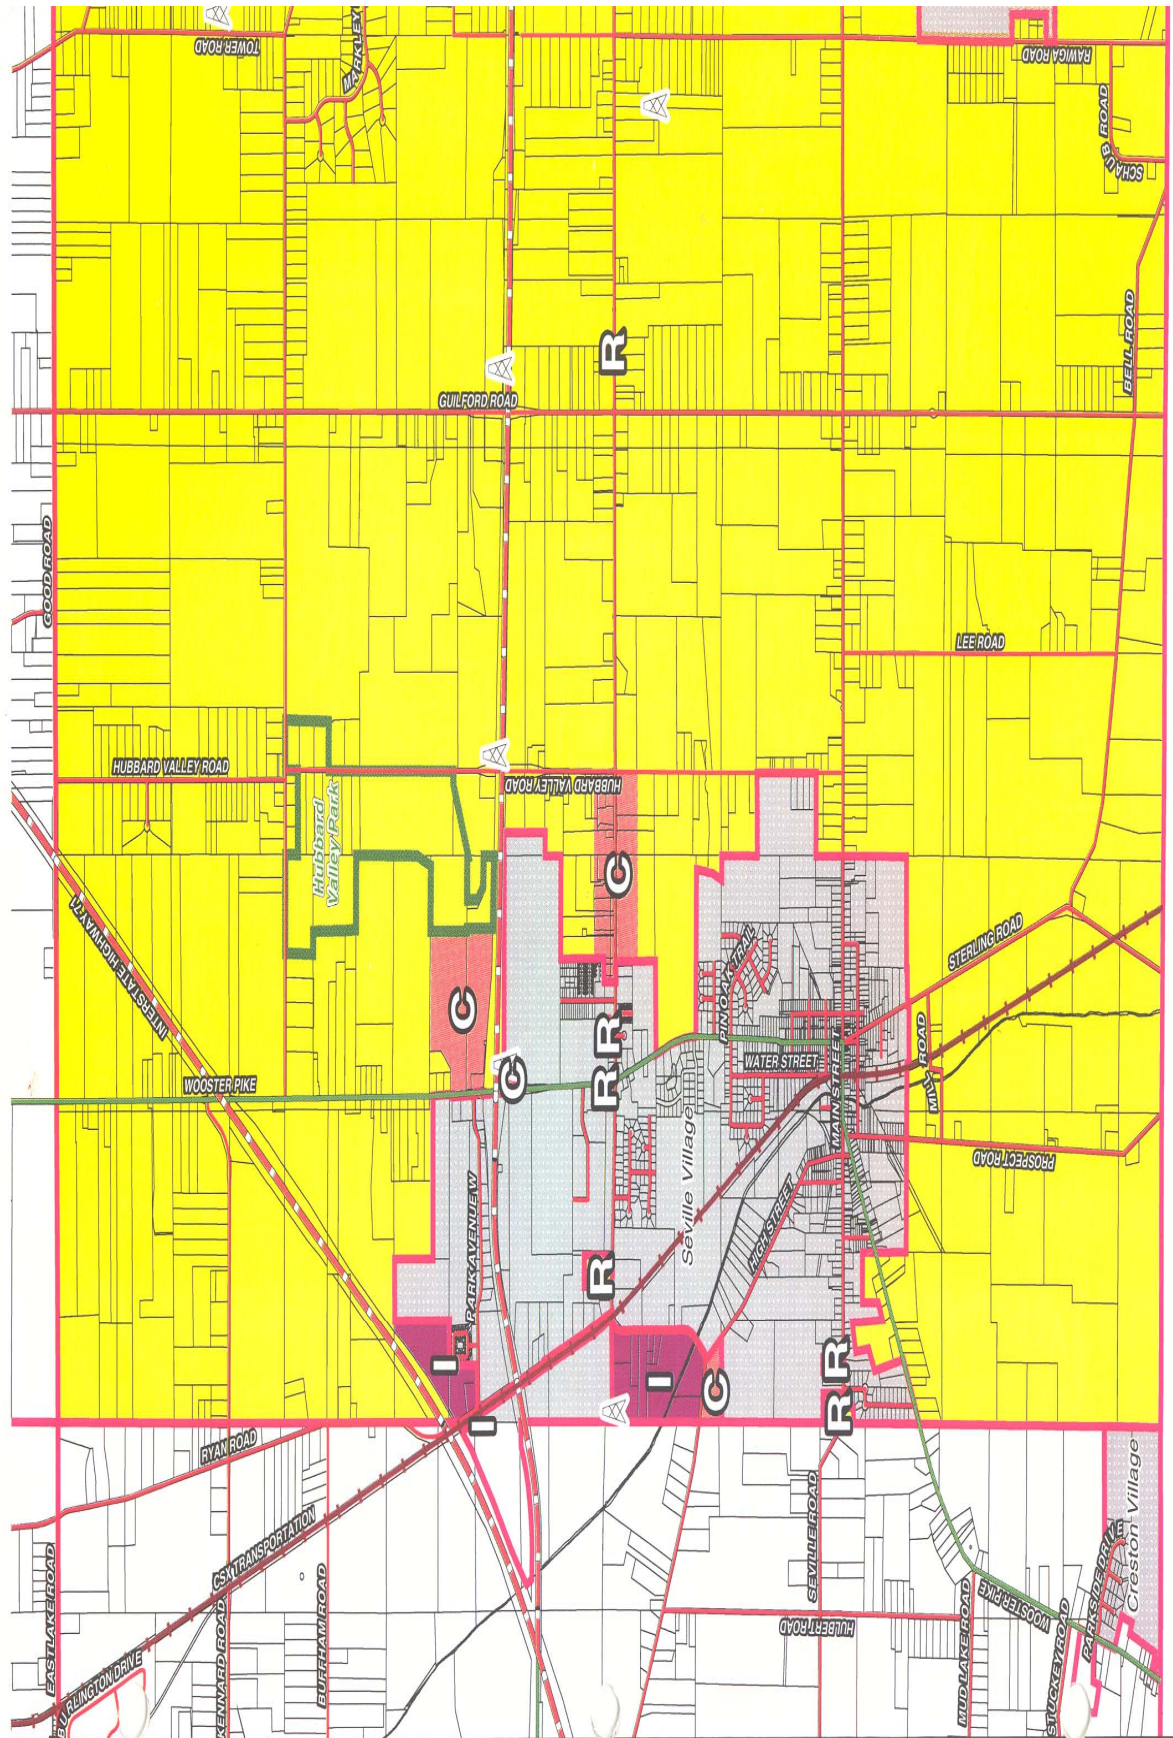 TOWER ROAD
MARKLEY
RAWIGA ROAD
SCHAUB ROAD
BELL ROAD
R
GUILFORD ROAD
GOOD ROAD
LEE ROAD
HUBBARD VALLEY ROAD
HUBBARD VALLEY ROAD
Hubbard
Valley Park
C
INTERSTATE HIGHWAY 71
PIN OAK TRAIL
STERLING ROAD
C
R
WOOSTER PIKE
C
R
WATER STREET
MAIN STREET
MILL ROAD
Seville Village
PROSPECT ROAD
PARK AVENUE W
HIGH STREET
R
I
I
C
R
R
I
RYAN ROAD
CSX TRANSPORTATION
SEVILLE ROAD
Creston Village
EASTLAKE ROAD
BUFFHAM ROAD
KENNARD ROAD
HULBERT ROAD
WOOSTER PIKE
PARKSIDE DRIVE
MUD LAKE ROAD
STUCKEY ROAD
BURLINGTON DRIVE